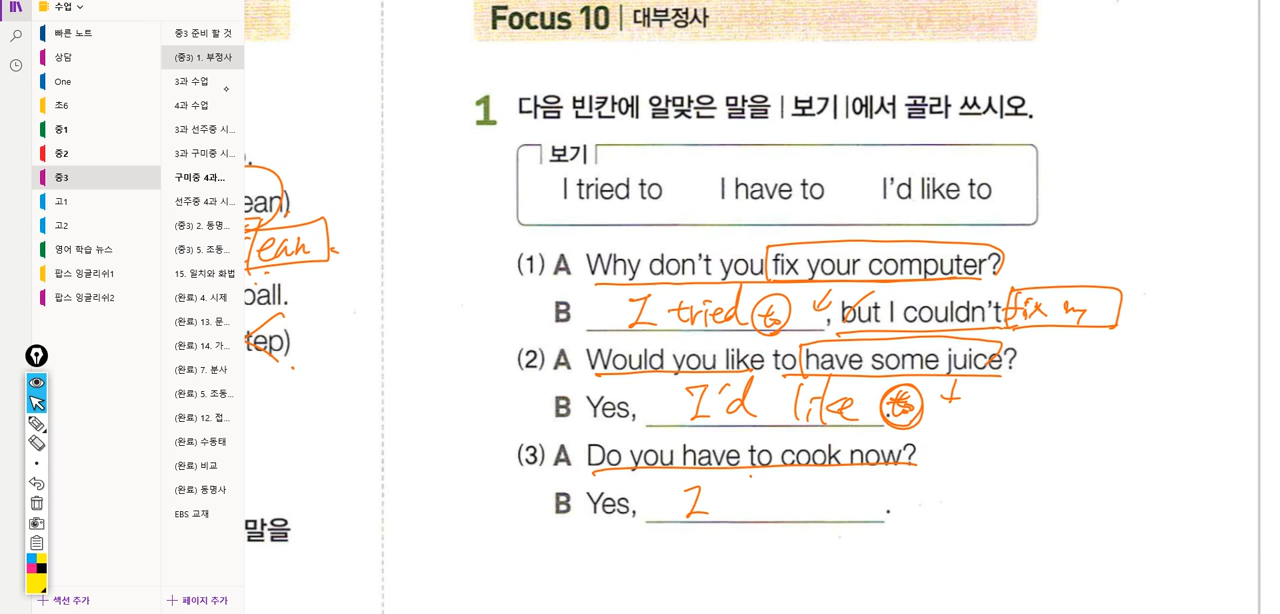 수업
빠른 노트
상담
One
초6
중1
중2
중3
고1
고2
영어 학습 뉴스
팝스 잉글리쉬1
팝스 잉글리쉬2
섹션 추가
중3 준비 할 것
(중3) 1. 부정사
3과 수업
4과 수업
3과 선주중 시...
3과 구미중 시...
구미중 4과...
선주중 4과 시...
(중3) 2. 동명...
(중3) 5. 조동...
15. 일치와 화법
(완료) 4. 시제
(완료) 13. 문...
(완료) 14. 가...
(완료) 7. 분사
(완료) 5. 조동...
(완료) 12. 접...
(완료) 수동태
(완료) 비교
(완료) 동명사
EBS 교재
페이지 추가
ean)
ean
ball.
tep)
말을
Focus 10 | 대부정사
1 다음 빈칸에 알맞은 말을 | 보기 |에서 골라 쓰시오.
보기
I tried to I have to I'd like to
(1) A Why don't you fix your computer?
B I tried to, but I couldn't fix
(2) A Would you like to have some juice?
B Yes, I'd like to.
(3) A Do you have to cook now?
B Yes, I .